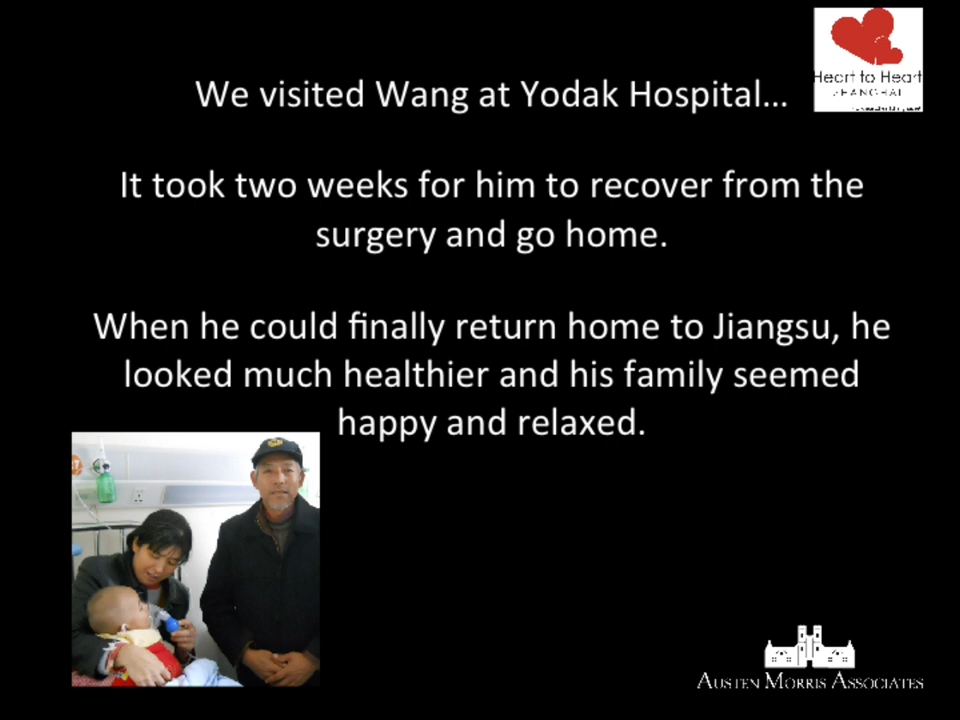 Heart to Heart
SHANGHAI
We visited Wang at Yodak Hospital...
It took two weeks for him to recover from the
surgery and go home.
When he could finally return home to Jiangsu, he
looked much healthier and his family seemed
happy and relaxed.
AUSTEN MORRIS ASSOCIATES